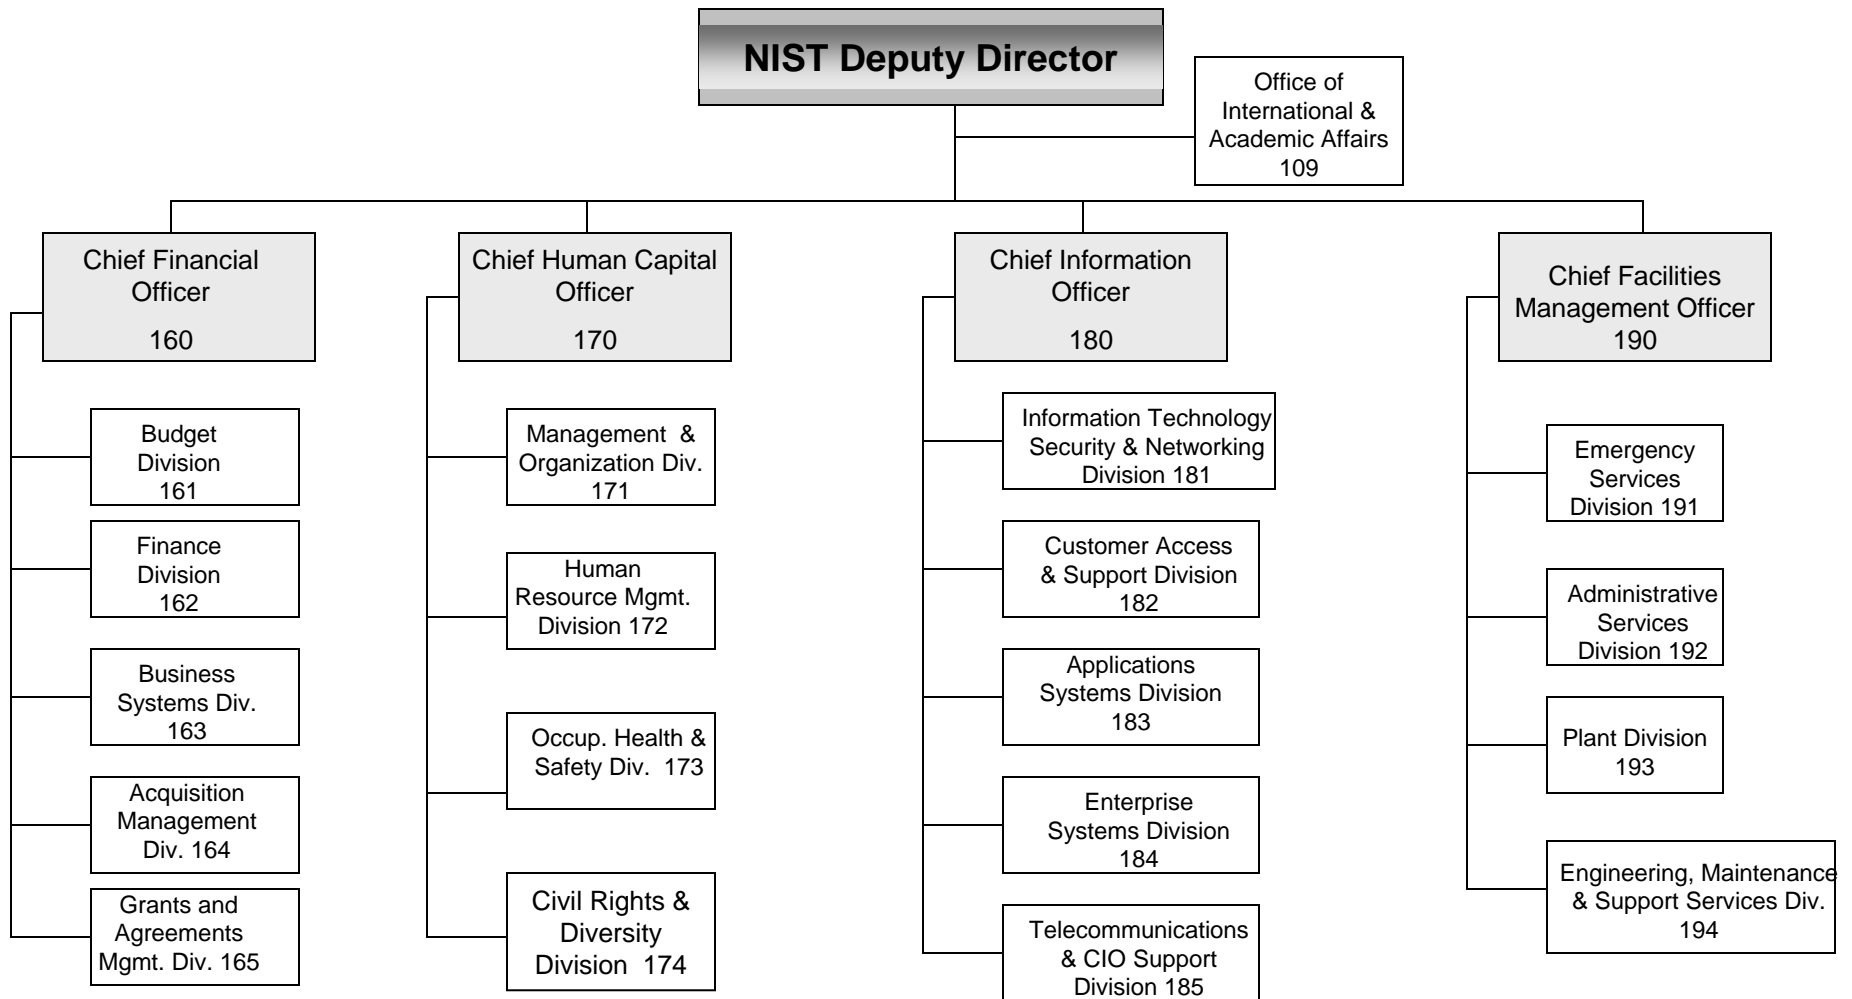 NIST Deputy Director
Office of
International &
Academic Affairs
109
Chief Financial
Officer
160
Budget
Division
161
Finance
Division
162
Business
Systems Div.
163
Acquisition
Management
Div. 164
Grants and
Agreements
Mgmt. Div. 165
Chief Human Capital
Officer
170
Management &
Organization Div.
171
Human
Resource Mgmt.
Division 172
Occup. Health &
Safety Div. 173
Civil Rights &
Diversity
Division 174
Chief Information
Officer
180
Information Technology
Security & Networking
Division 181
Customer Access
& Support Division
182
Applications
Systems Division
183
Enterprise
Systems Division
184
Telecommunications
& CIO Support
Division 185
Chief Facilities
Management Officer
190
Emergency
Services
Division 191
Administrative
Services
Division 192
Plant Division
193
Engineering, Maintenance
& Support Services Div.
194